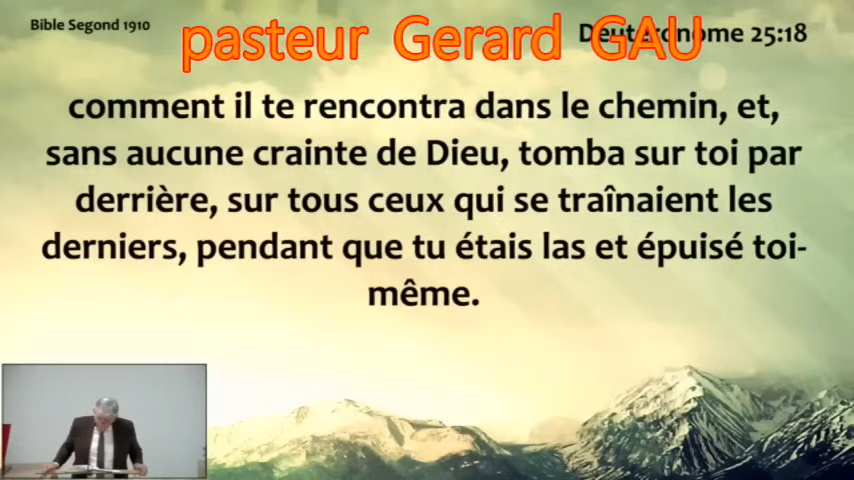 Bible Segond 1910
pasteur Gerard GAU
Deutéronome 25:18
comment il te rencontra dans le chemin, et,
sans aucune crainte de Dieu, tomba sur toi par
derrière, sur tous ceux qui se traînaient les
derniers, pendant que tu étais las et épuisé toi-
même.